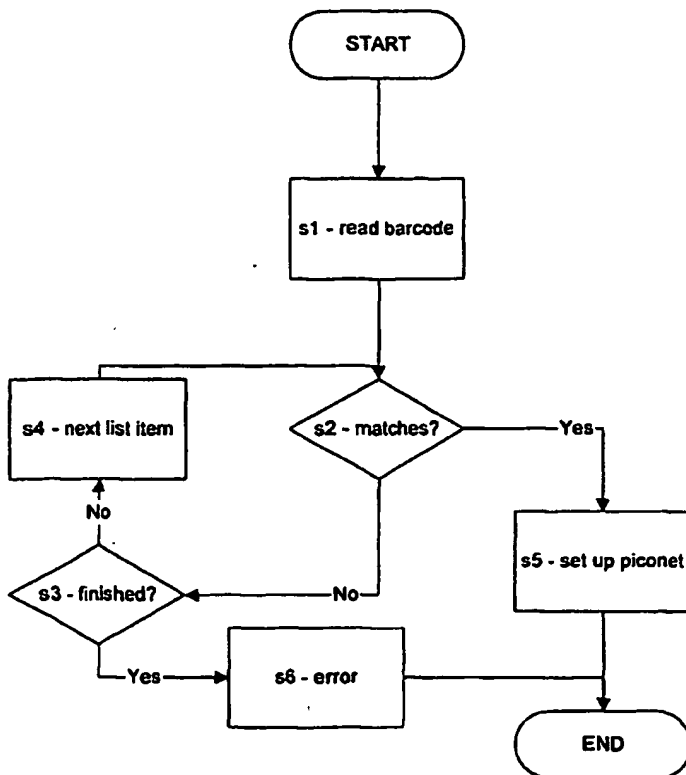 START
s1 - read barcode
s4 - next list item
s2 - matches?
Yes
No
s5 - set up piconet
s3 - finished?
No
Yes
s6 - error
END